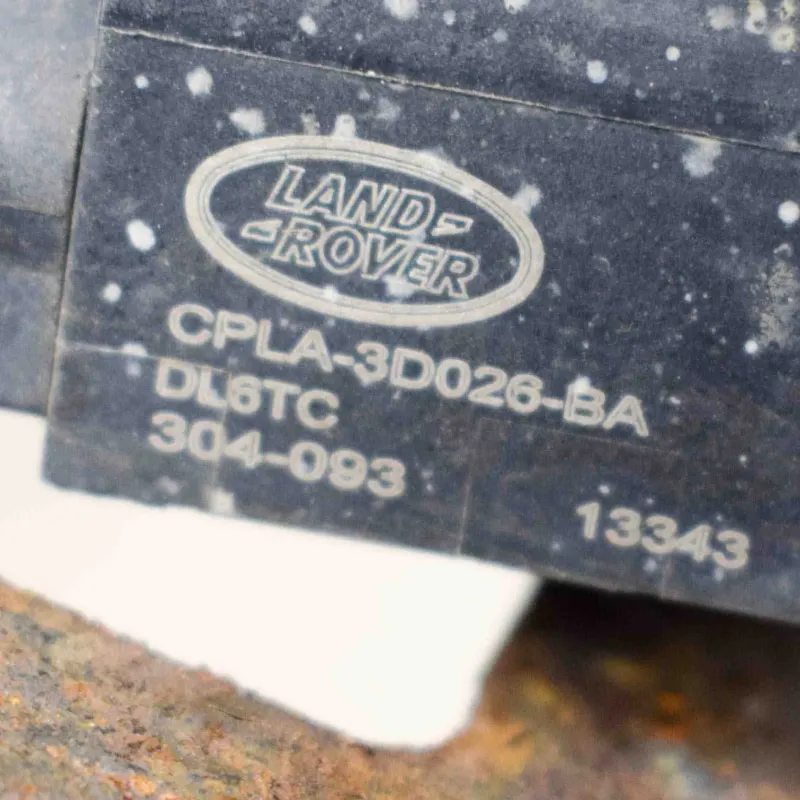 LAND
ROVER
CPLA-3D026-BA
DL6TC
304-093
13343